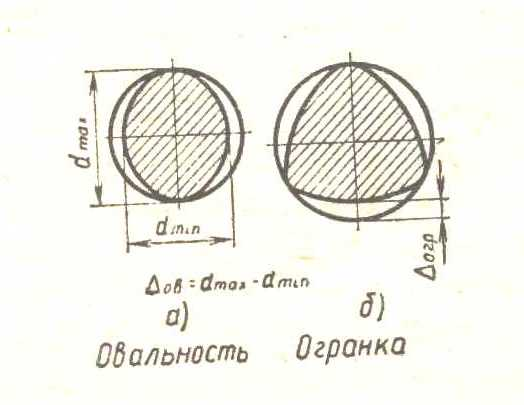 dmax
dmin
Δогр
Δов = dmax - dmin
а)
б)
Овальность
Огранка